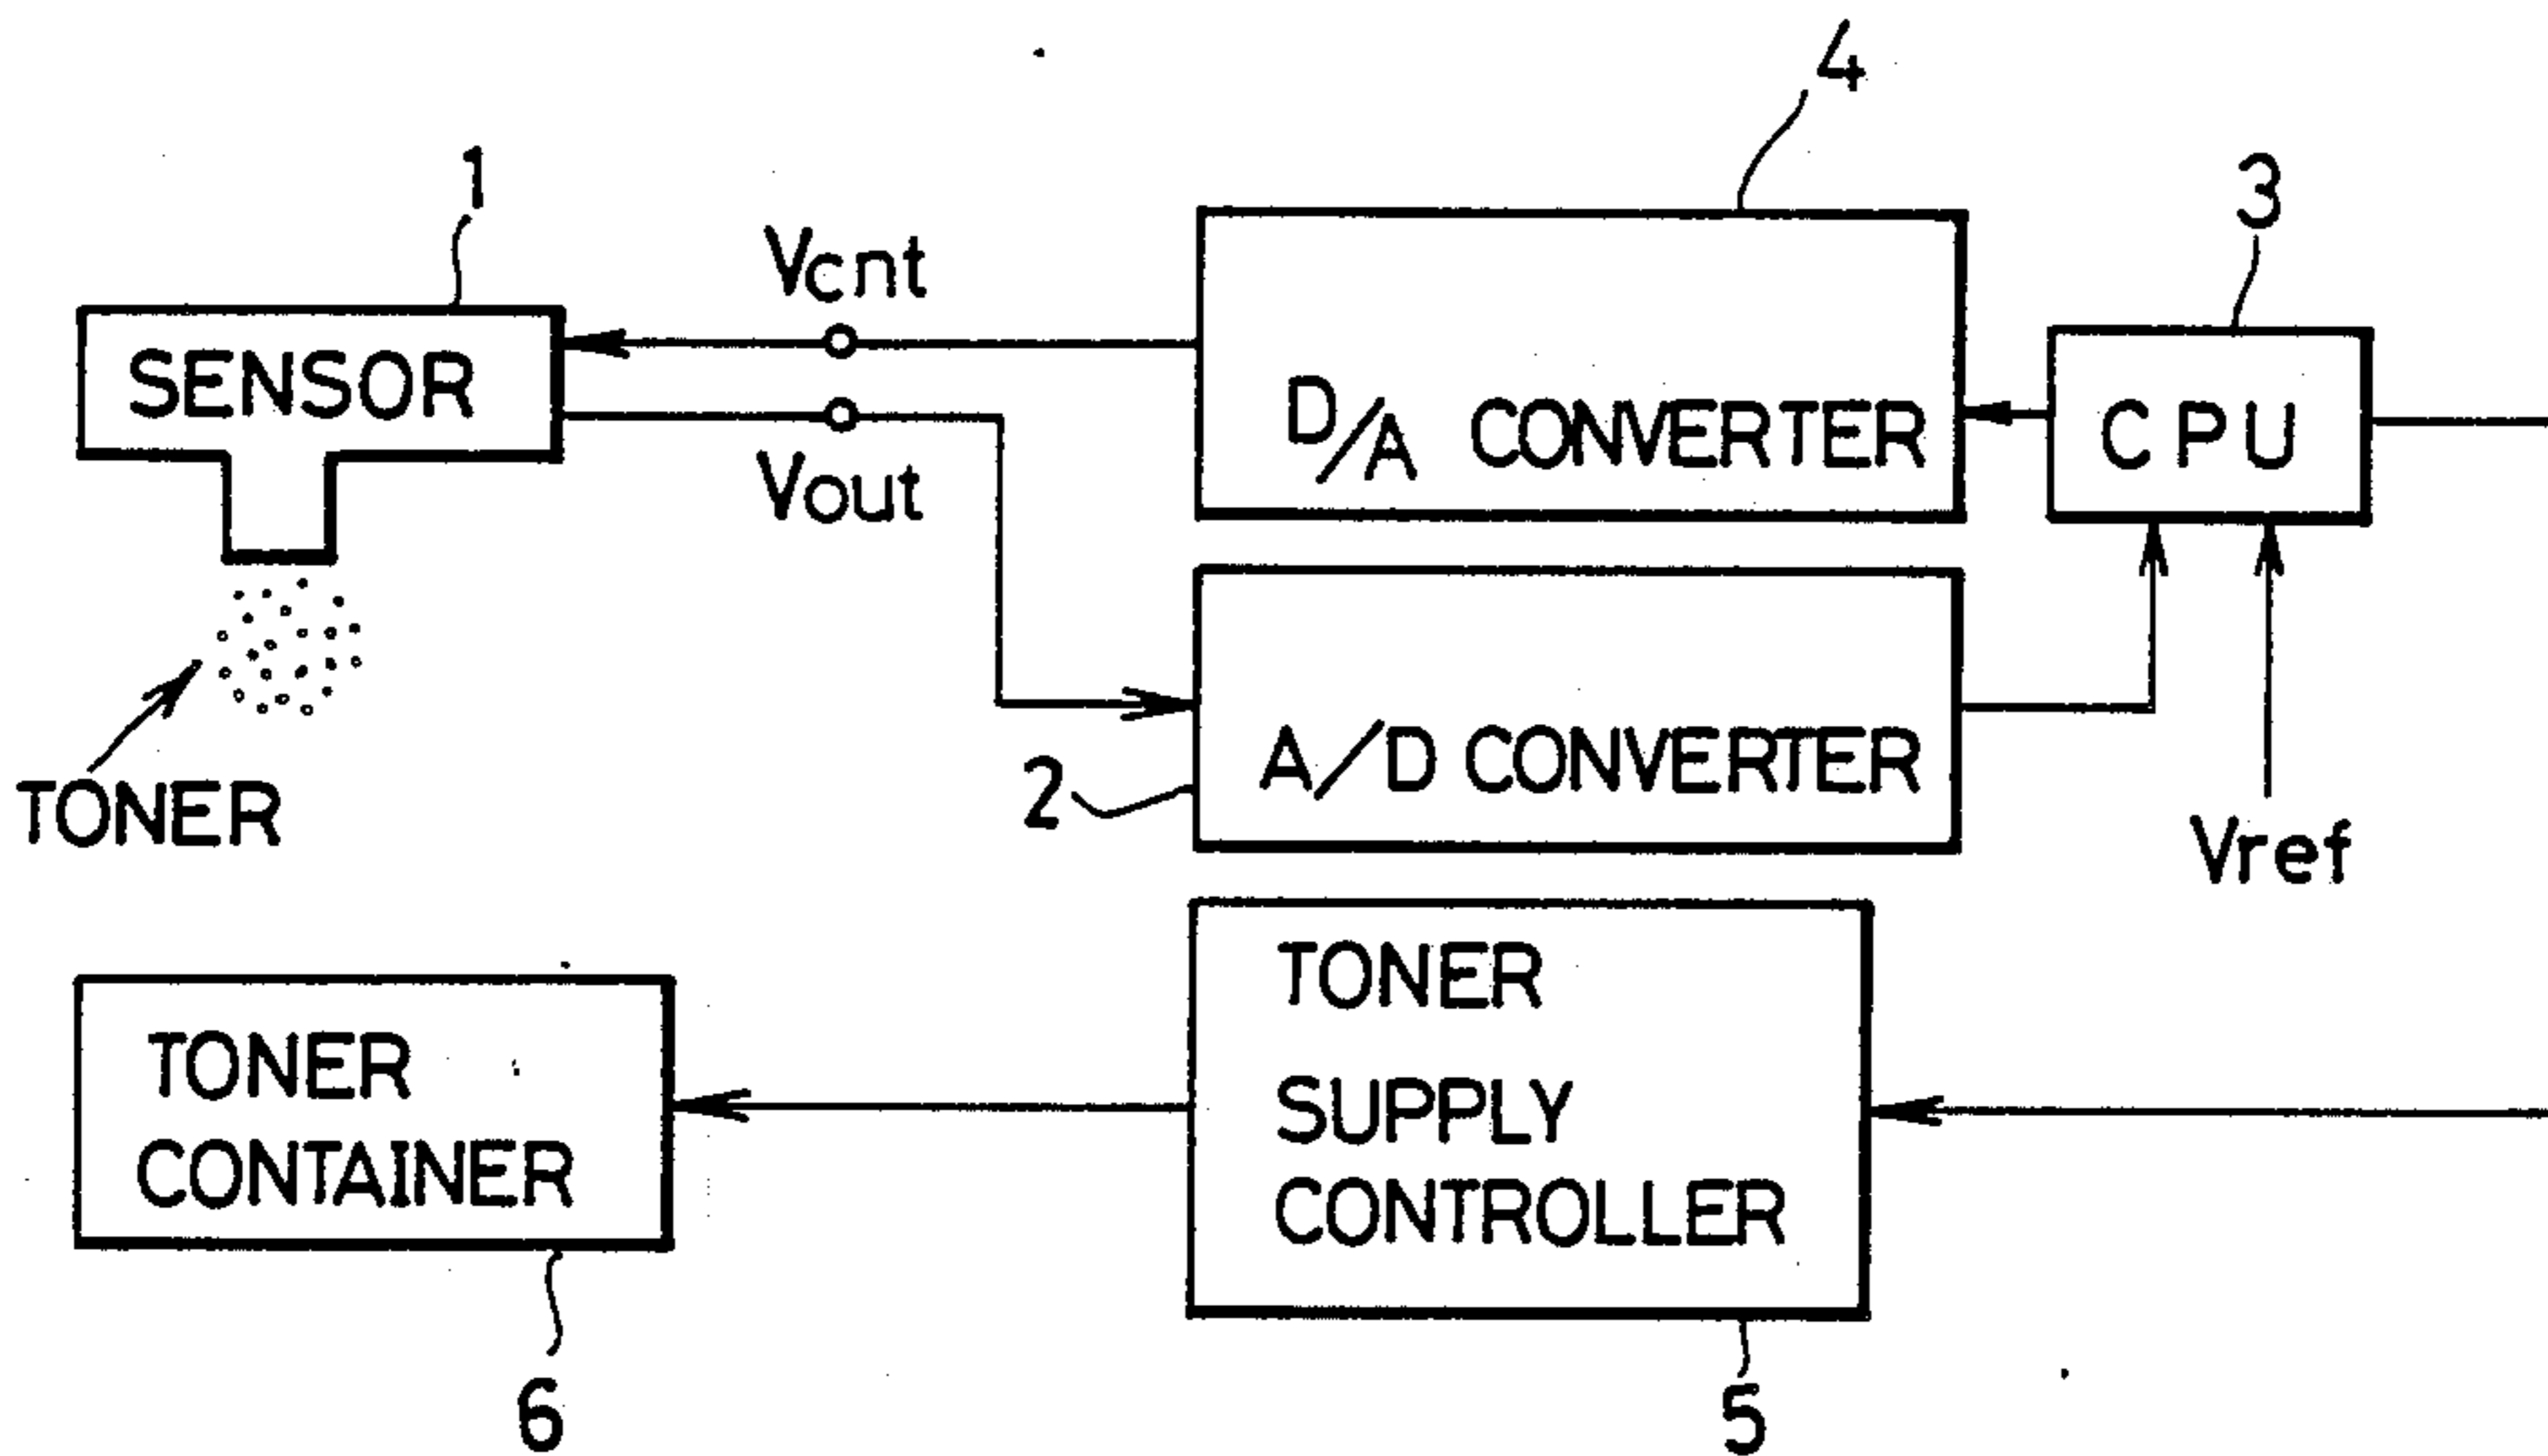 4
1
3
Vcnt
SENSOR
D/A CONVERTER
CPU
Vout
2
A/D CONVERTER
TONER
Vref
TONER
SUPPLY
CONTROLLER
TONER
CONTAINER
6
5